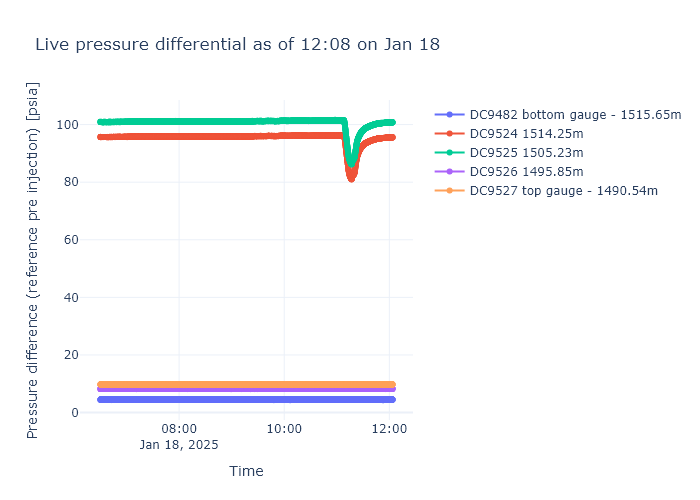 Live pressure differential as of 12:08 on Jan 18
Pressure difference (reference pre injection) [psia]
100
80
60
40
20
0
08:00
Jan 18, 2025
10:00
12:00
Time
DC9482 bottom gauge - 1515.65m
DC9524 1514.25m
DC9525 1505.23m
DC9526 1495.85m
DC9527 top gauge - 1490.54m